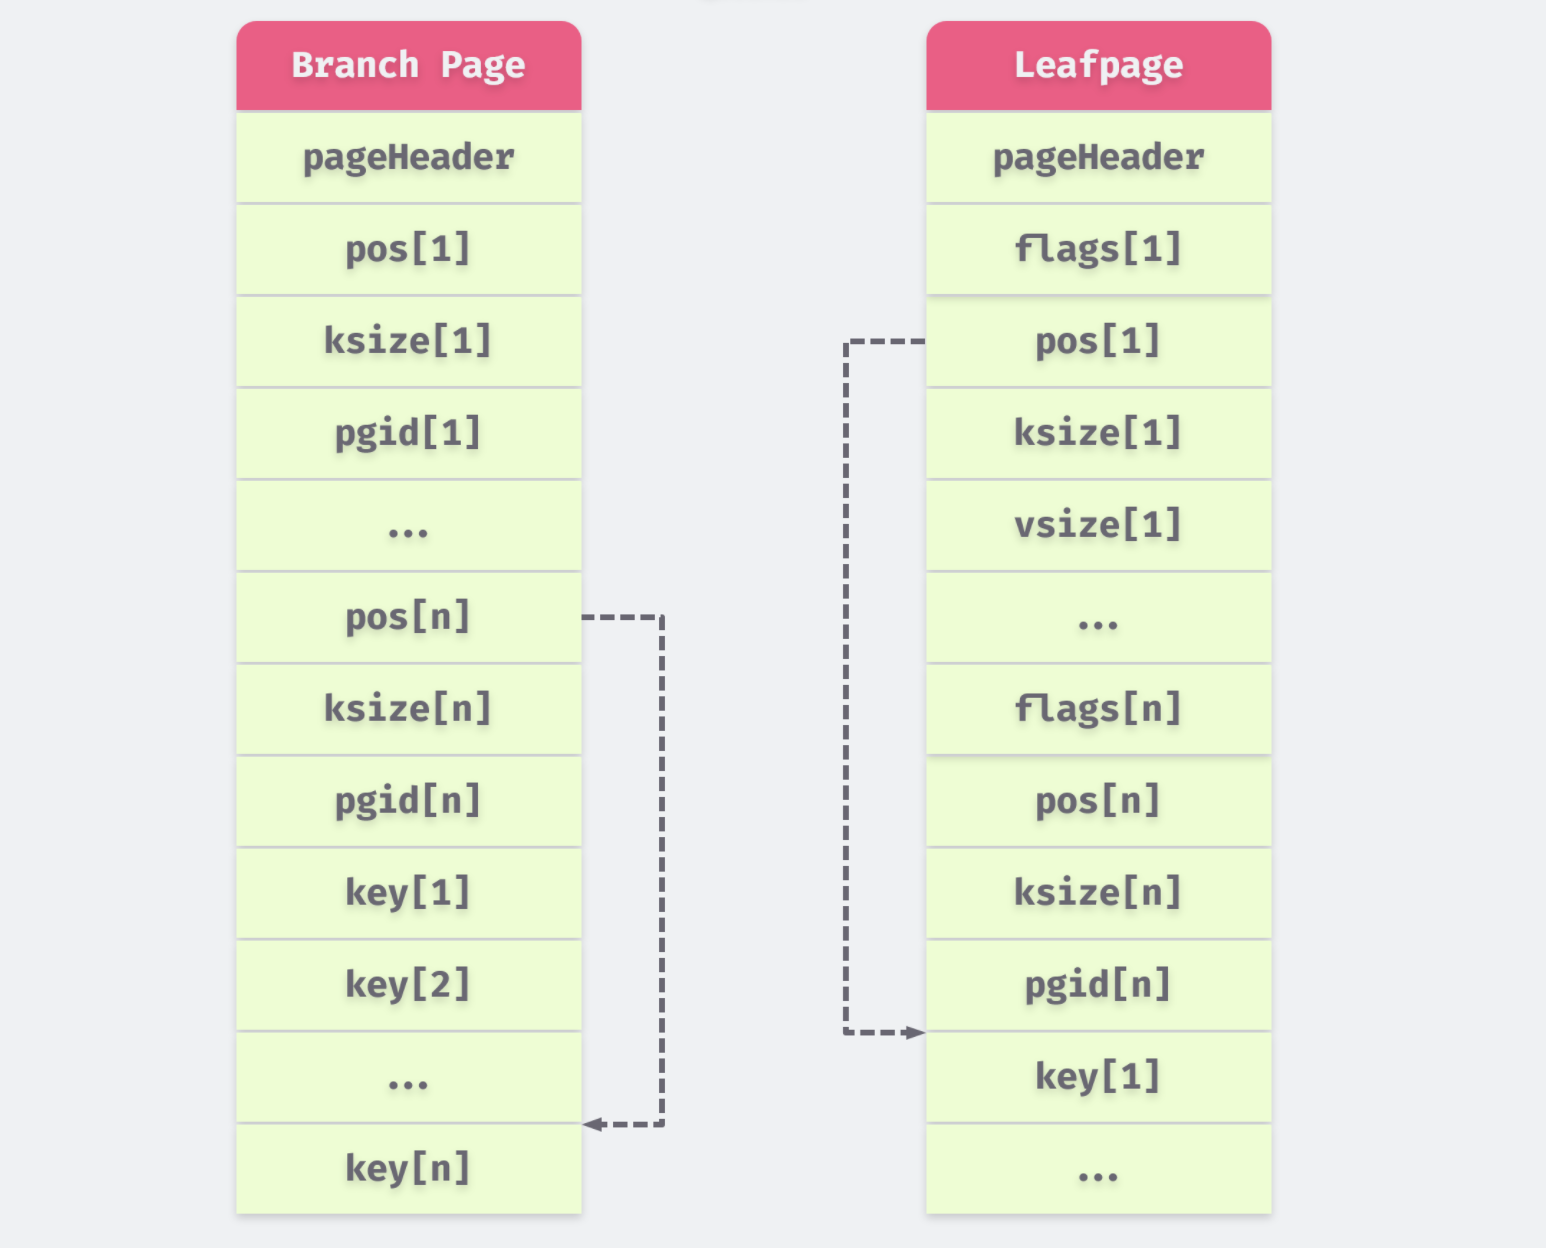 Branch Page
pageHeader
pos[1]
ksize[1]
pgid[1]
...
pos[n]
ksize[n]
pgid[n]
key[1]
key[2]
...
key[n]
Leafpage
pageHeader
flags[1]
pos[1]
ksize[1]
vsize[1]
...
flags[n]
pos[n]
ksize[n]
pgid[n]
key[1]
...